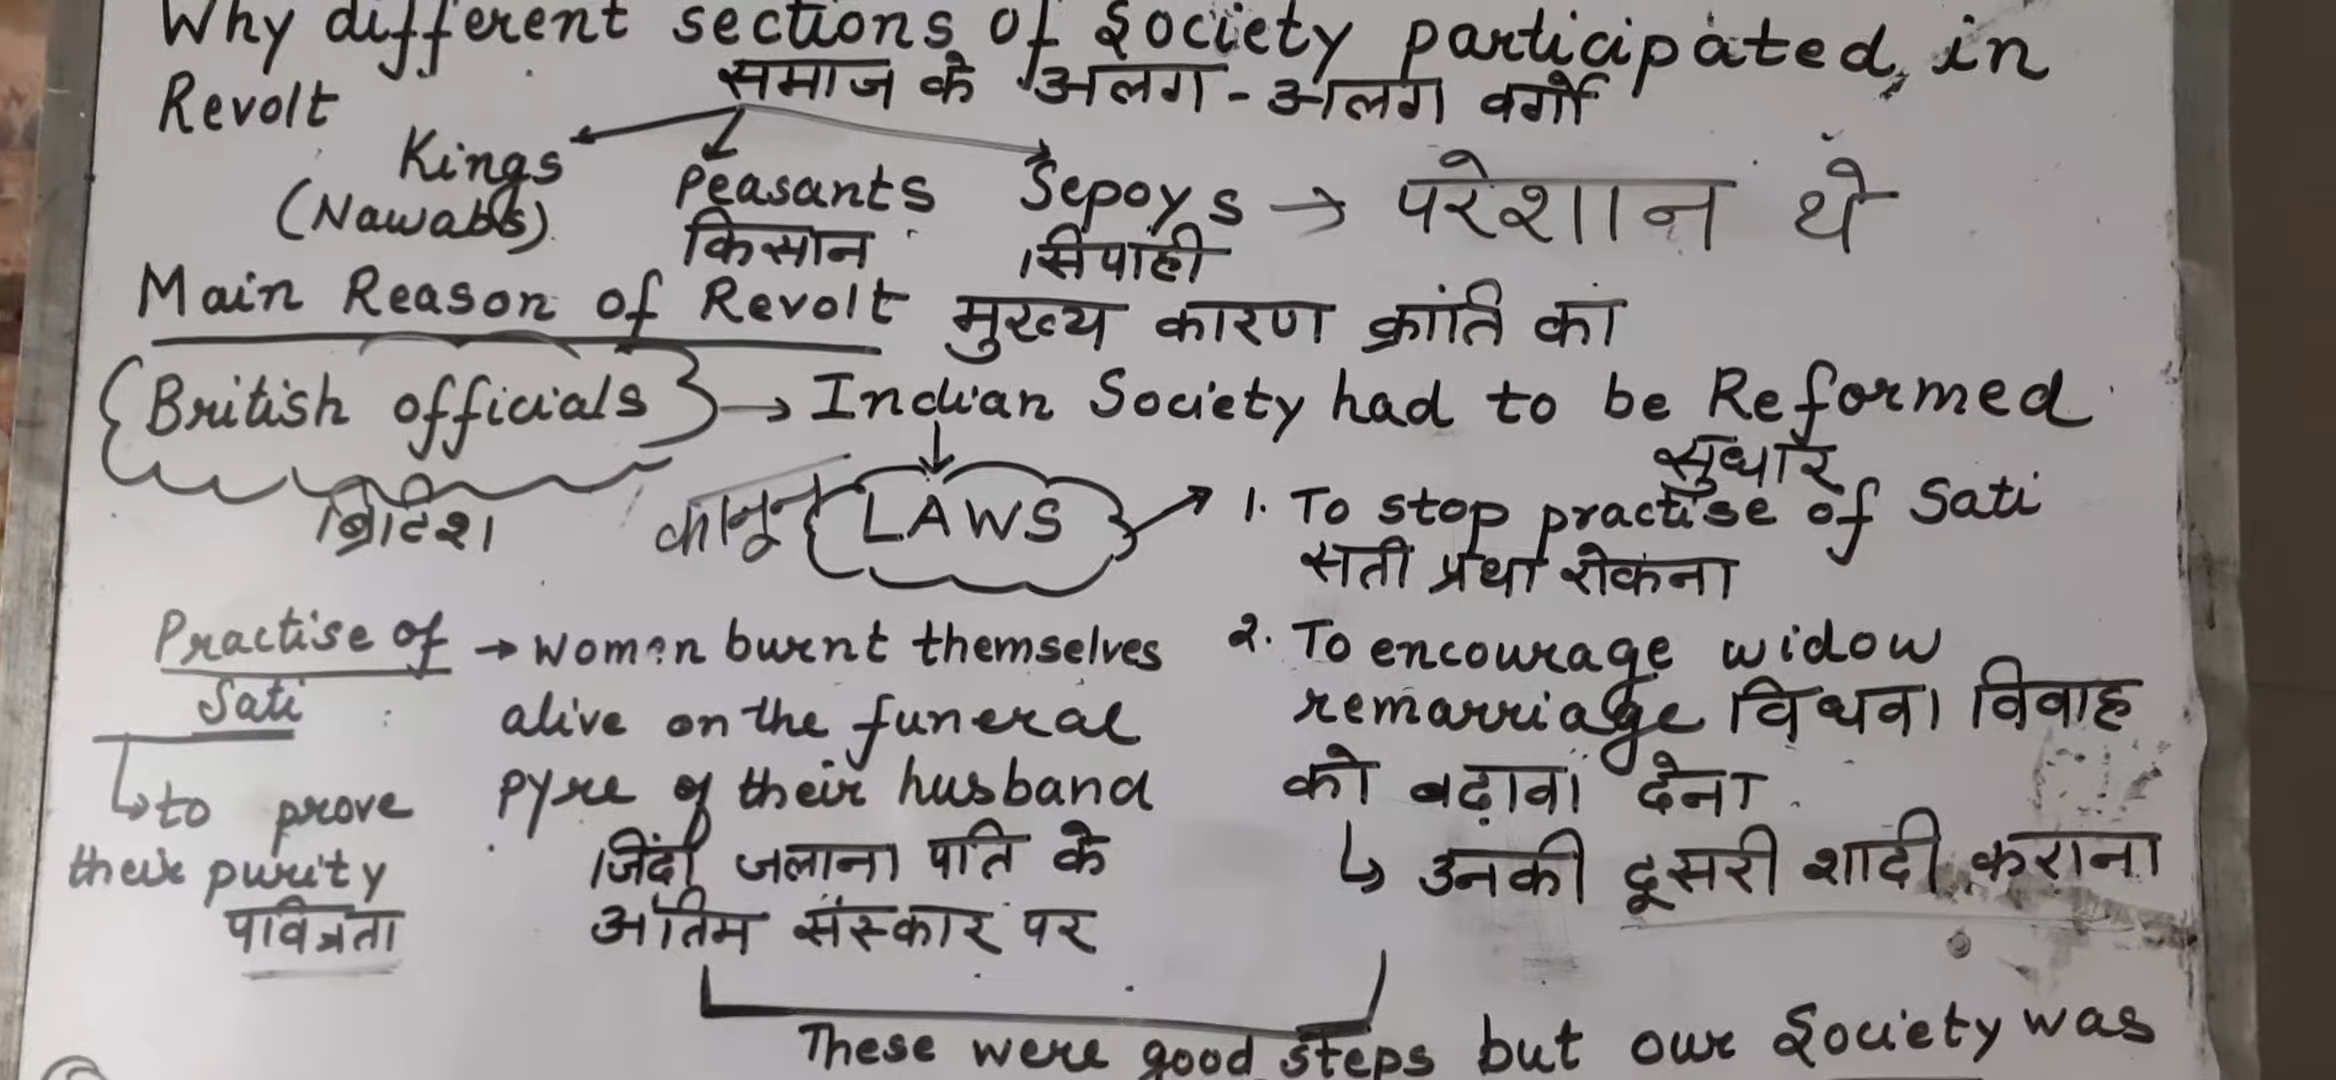 Why different sections of Society participated in
Revolt
समाज के अलग - अलग वर्गो
Kings
(Nawabs)
Peasants
किसान
Sepoys → परेशान थे
सिपाही
Main Reason of Revolt मुख्य कारण क्रांति का
British officials → Indian Society had to be Reformed
सुधार
ब्रिटिश
कानून LAWS
1. To stop practise of Sati
सती प्रथा रोकना
Practise of
Sati
→ Women burnt themselves
alive on the funeral
pyre of their husband
जिंदा जलाना पति के
अंतिम संस्कार पर
to prove
their purity
पवित्रता
2. To encourage widow
remarriage विधवा विवाह
को बढ़ावा देना
↳ उनकी दूसरी शादी कराना
These were good steps but our Society was